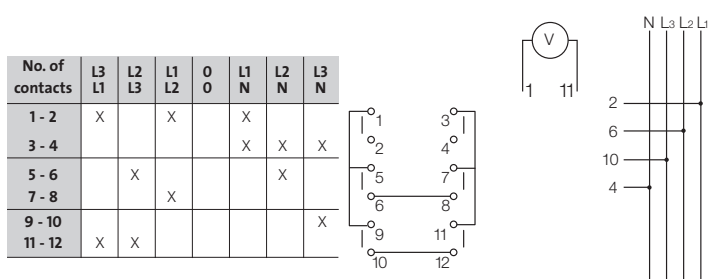 No. of contacts L3 L1 L2 L3 L1 L2 0 0 L1 N L2 N L3 N
1 - 2 X X X
3 - 4 X X X
5 - 6 X X
7 - 8 X
9 - 10 X
11 - 12 X X
1 3
2 4
5 7
6 8
9 11
10 12
V
1 11
N L3 L2 L1
2
6
10
4